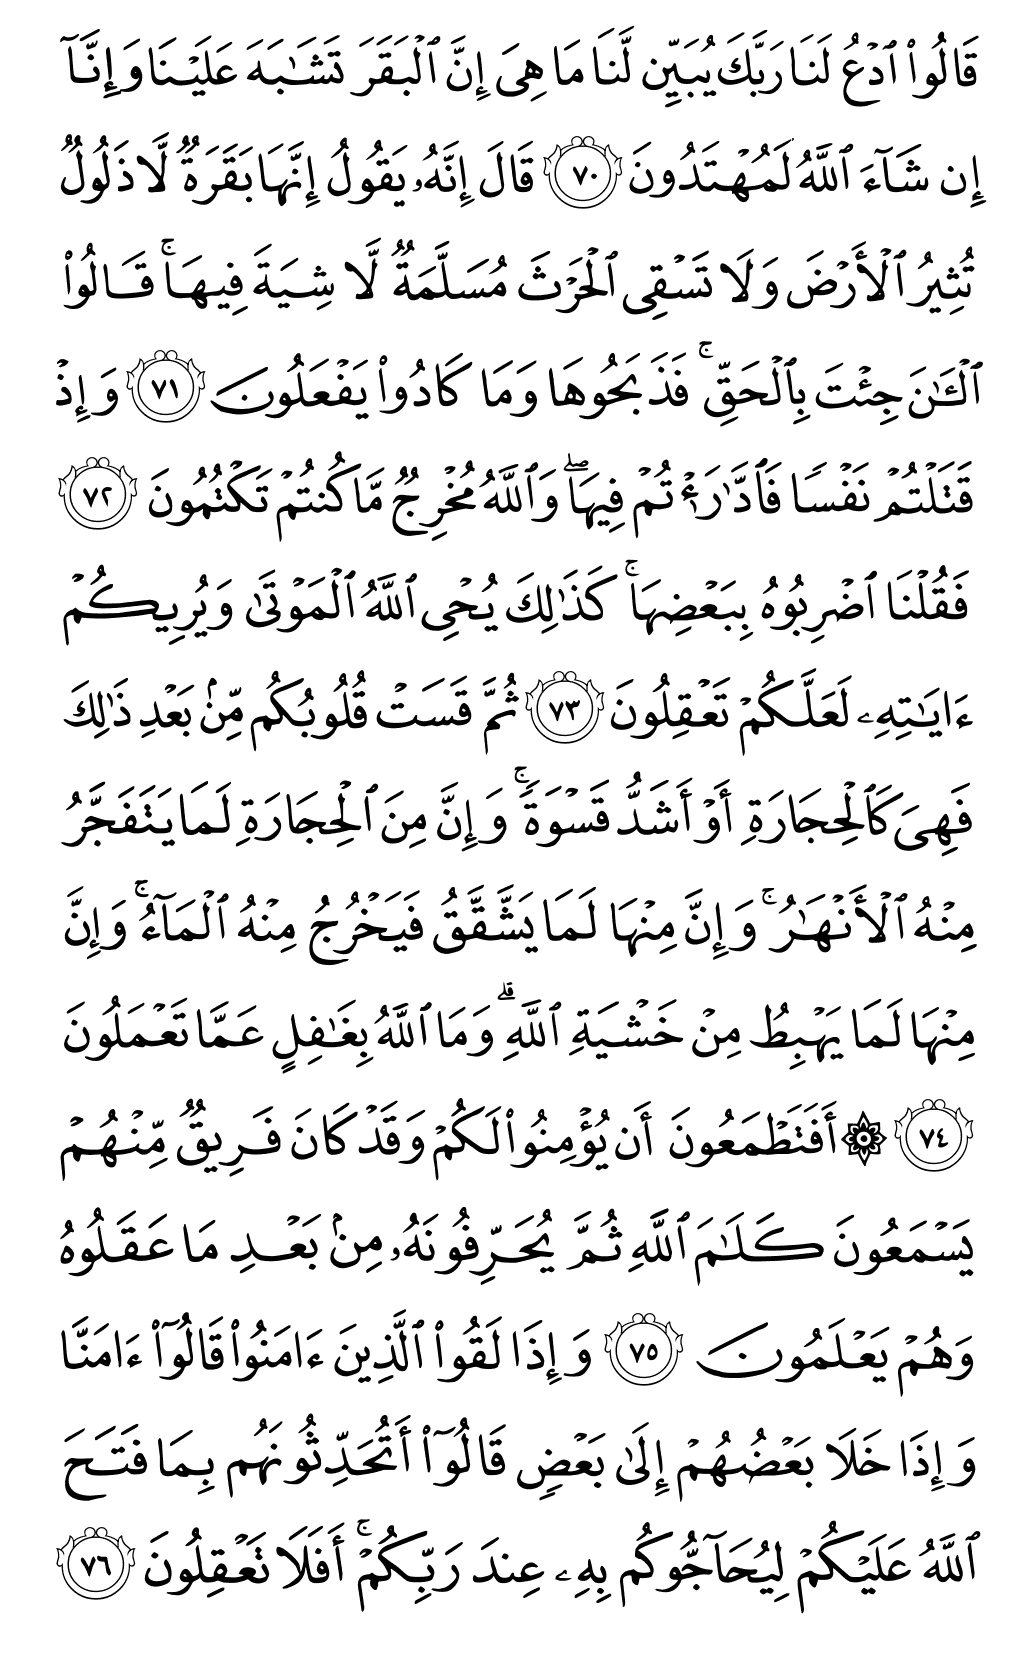 قَالُوا۟ ٱدْعُ لَنَا رَبَّكَ يُبَيِّن لَّنَا مَا هِىَ إِنَّ ٱلْبَقَرَ تَشَـٰبَهَ عَلَيْنَا وَإِنَّآ
إِن شَآءَ ٱللَّهُ لَمُهْتَدُونَ ٧٠ قَالَ إِنَّهُۥ يَقُولُ إِنَّهَا بَقَرَةٌ لَّا ذَلُولٌ
تُثِيرُ ٱلْأَرْضَ وَلَا تَسْقِى ٱلْحَرْثَ مُسَلَّمَةٌ لَّا شِيَةَ فِيهَا ۚ قَالُوا۟
ٱلْـَٔـٰنَ جِئْتَ بِٱلْحَقِّ ۚ فَذَبَحُوهَا وَمَا كَادُوا۟ يَفْعَلُونَ ٧١ وَإِذْ
قَتَلْتُمْ نَفْسًا فَٱدَّٰرَْٰٔتُمْ فِيهَا ۖ وَٱللَّهُ مُخْرِجٌ مَّا كُنتُمْ تَكْتُمُونَ ٧٢
فَقُلْنَا ٱضْرِبُوهُ بِبَعْضِهَا ۚ كَذَٰلِكَ يُحْىِ ٱللَّهُ ٱلْمَوْتَىٰ وَيُرِيكُمْ
ءَايَـٰتِهِۦ لَعَلَّكُمْ تَعْقِلُونَ ٧٣ ثُمَّ قَسَتْ قُلُوبُكُم مِّنۢ بَعْدِ ذَٰلِكَ
فَهِىَ كَٱلْحِجَارَةِ أَوْ أَشَدُّ قَسْوَةً ۚ وَإِنَّ مِنَ ٱلْحِجَارَةِ لَمَا يَتَفَجَّرُ
مِنْهُ ٱلْأَنْهَـٰرُ ۚ وَإِنَّ مِنْهَا لَمَا يَشَّقَّقُ فَيَخْرُجُ مِنْهُ ٱلْمَآءُ ۚ وَإِنَّ
مِنْهَا لَمَا يَهْبِطُ مِنْ خَشْيَةِ ٱللَّهِ ۗ وَمَا ٱللَّهُ بِغَـٰفِلٍ عَمَّا تَعْمَلُونَ
٧٤ ۞ أَفَتَطْمَعُونَ أَن يُؤْمِنُوا۟ لَكُمْ وَقَدْ كَانَ فَرِيقٌ مِّنْهُمْ
يَسْمَعُونَ كَلَـٰمَ ٱللَّهِ ثُمَّ يُحَرِّفُونَهُۥ مِنۢ بَعْدِ مَا عَقَلُوهُ
وَهُمْ يَعْلَمُونَ ٧٥ وَإِذَا لَقُوا۟ ٱلَّذِينَ ءَامَنُوا۟ قَالُوٓا۟ ءَامَنَّا
وَإِذَا خَلَا بَعْضُهُمْ إِلَىٰ بَعْضٍ قَالُوٓا۟ أَتُحَدِّثُونَهُم بِمَا فَتَحَ
ٱللَّهُ عَلَيْكُمْ لِيُحَآجُّوكُم بِهِۦ عِندَ رَبِّكُمْ ۚ أَفَلَا تَعْقِلُونَ ٧٦